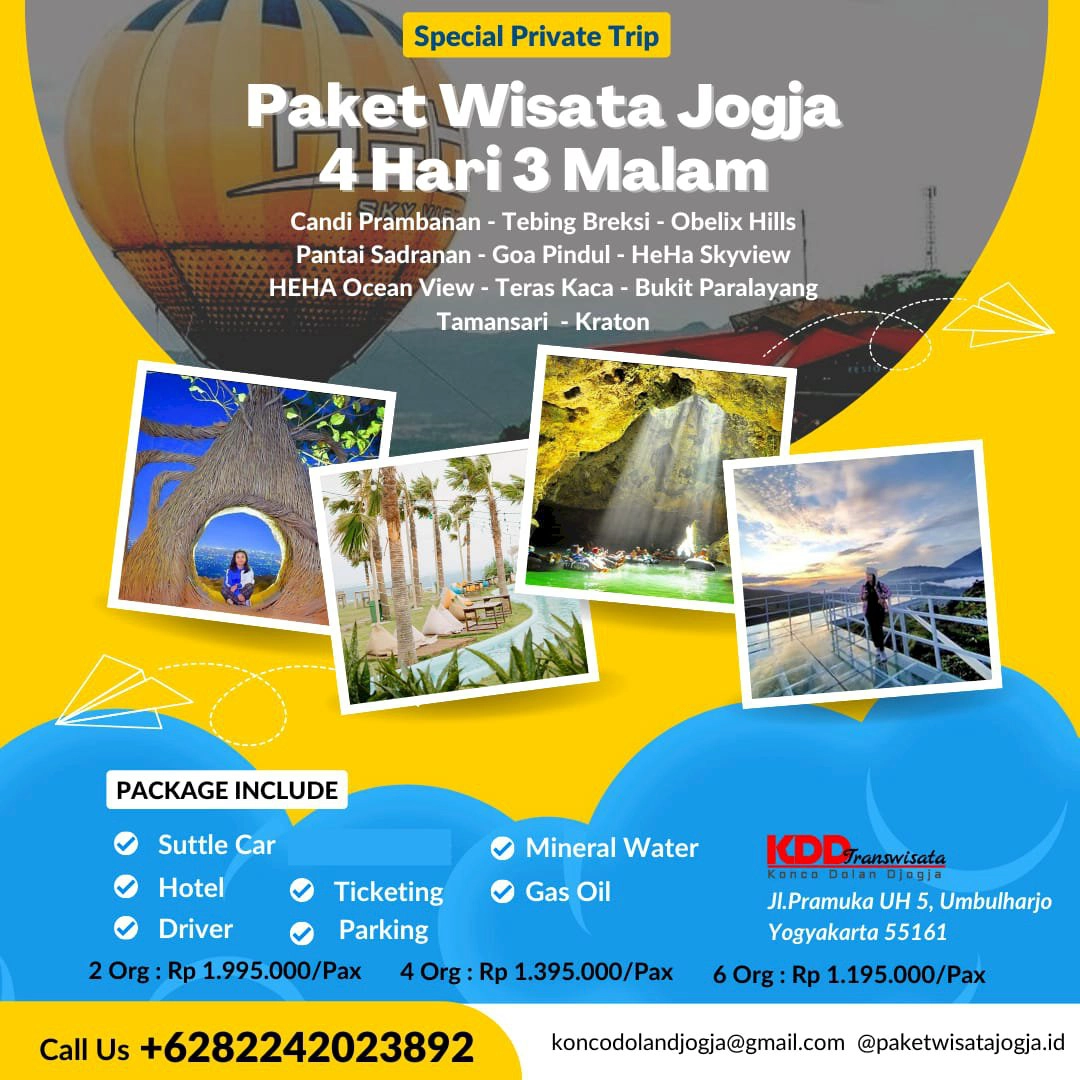 Special Private Trip
Paket Wisata Jogja
4 Hari 3 Malam
Candi Prambanan - Tebing Breksi - Obelix Hills
Pantai Sadranan - Goa Pindul - HeHa Skyview
HEHA Ocean View - Teras Kaca - Bukit Paralayang
Tamansari - Kraton
PACKAGE INCLUDE
Suttle Car
Hotel
Driver
Ticketing
Parking
Mineral Water
Gas Oil
KDD Transwisata
Konco Dolan Djogja
Jl.Pramuka UH 5, Umbulharjo
Yogyakarta 55161
2 Org : Rp 1.995.000/Pax
4 Org : Rp 1.395.000/Pax
6 Org : Rp 1.195.000/Pax
Call Us +6282242023892
koncodolandjogja@gmail.com @paketwisatajogja.id